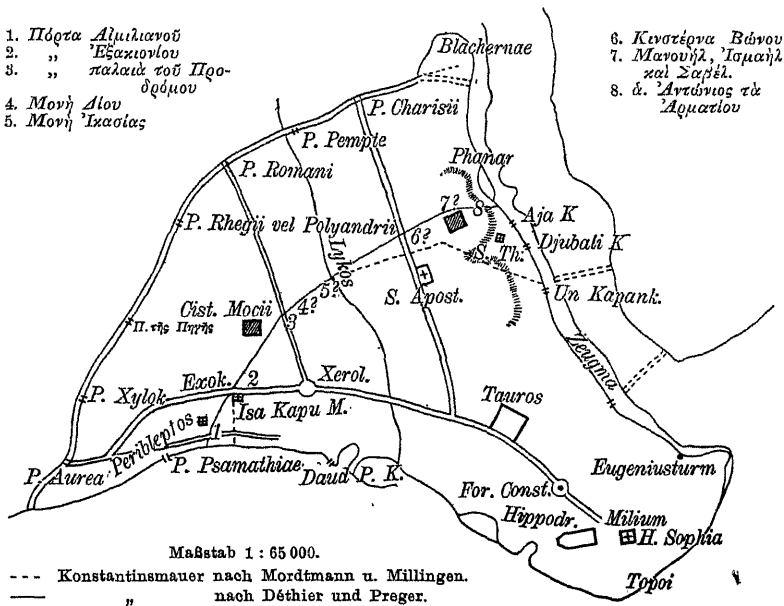 1. Πόρτα Αἰμιλιανοῦ
2. „ Ἐξακιονίου
3. „ παλαιὰ τοῦ Προ-
δρόμου
4. Μονὴ Δίου
5. Μονὴ Ἰκασίας
6. Κινστέρνα Βώνου
7. Μανουήλ, Ἰσμαὴλ
καὶ Σαβέλ.
8. ἁ. Ἀντώνιος τὰ
Ἁρματίου
Blachernae
P. Charisii
P. Pempte
Phanar
P. Romani
7?
8
Aja K
P. Rhegii vel Polyandrii
6?
Djubali K
S. Th.
Lykos
5?
S. Apost.
Un Kapank.
4?
Cist. Mocii
3
Π. τῆς Πηγῆς
Zeugma
Exok. 2
Xerol.
P. Xylok.
Isa Kapu M.
Tauros
Peribleptos
1
P. Aurea
P. Psamathiae
Daud P. K.
Eugeniusturm
For. Const.
Milium
Hippodr.
H. Sophia
Topoi
Maßstab 1 : 65 000.
--- Konstantinsmauer nach Mordtmann u. Millingen.
— „ nach Déthier und Preger.